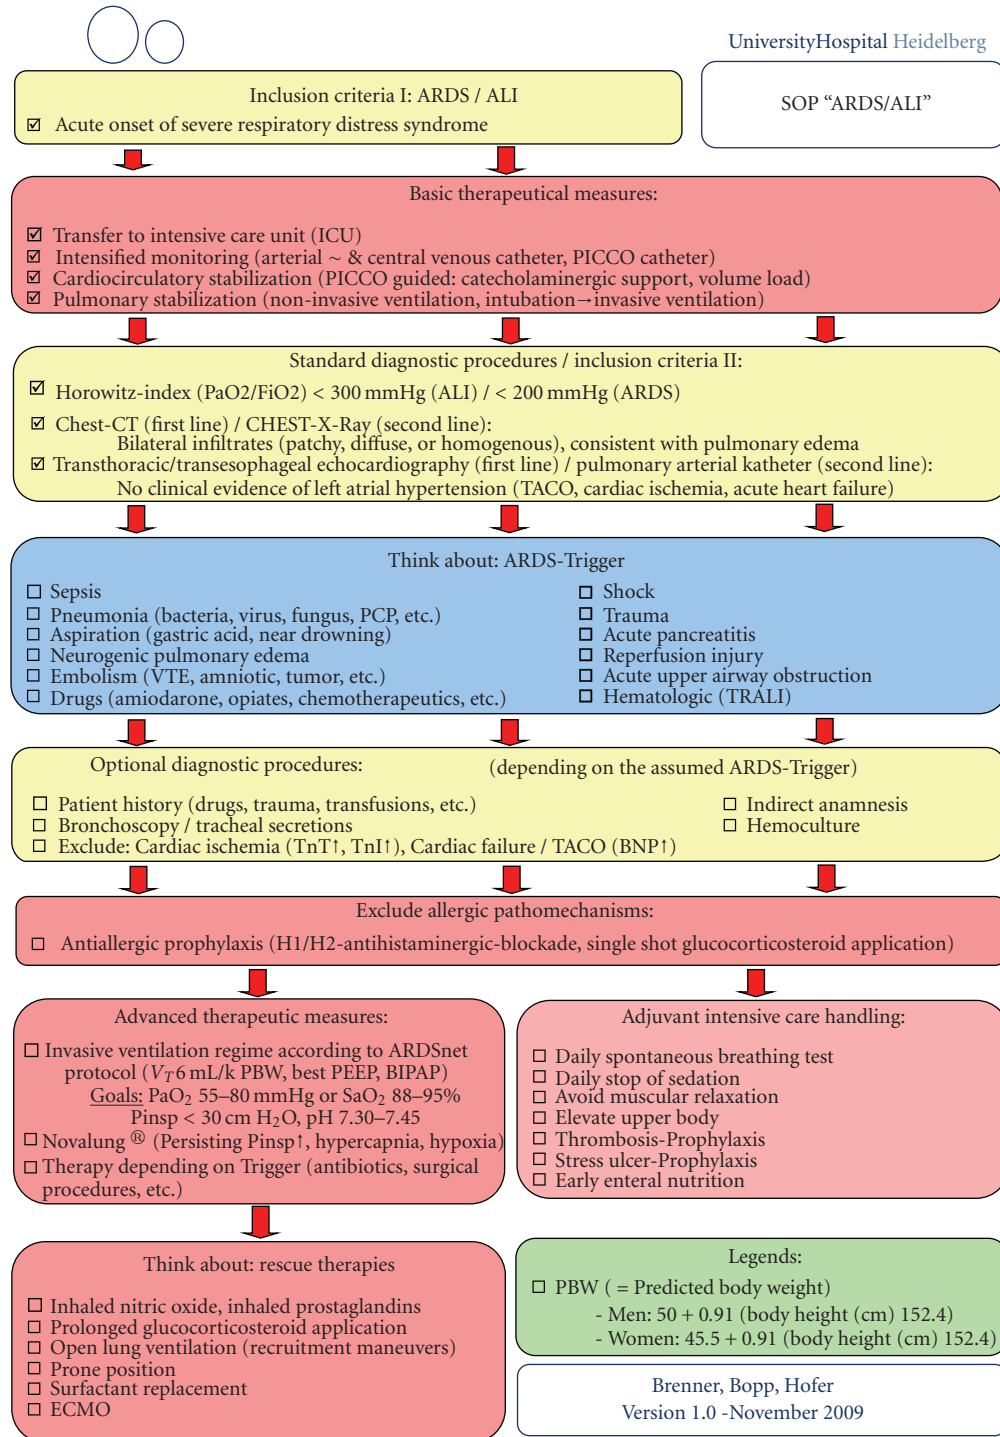 UniversityHospital Heidelberg
SOP “ARDS/ALI”
Inclusion criteria I: ARDS / ALI
☑ Acute onset of severe respiratory distress syndrome
Basic therapeutical measures:
☑ Transfer to intensive care unit (ICU)
☑ Intensified monitoring (arterial ~ & central venous catheter, PICCO catheter)
☑ Cardiocirculatory stabilization (PICCO guided: catecholaminergic support, volume load)
☑ Pulmonary stabilization (non-invasive ventilation, intubation→invasive ventilation)
Standard diagnostic procedures / inclusion criteria II:
☑ Horowitz-index (PaO2/FiO2) < 300 mmHg (ALI) / < 200 mmHg (ARDS)
☑ Chest-CT (first line) / CHEST-X-Ray (second line):
Bilateral infiltrates (patchy, diffuse, or homogenous), consistent with pulmonary edema
☑ Transthoracic/transesophageal echocardiography (first line) / pulmonary arterial katheter (second line):
No clinical evidence of left atrial hypertension (TACO, cardiac ischemia, acute heart failure)
Think about: ARDS-Trigger
☐ Sepsis
☐ Pneumonia (bacteria, virus, fungus, PCP, etc.)
☐ Aspiration (gastric acid, near drowning)
☐ Neurogenic pulmonary edema
☐ Embolism (VTE, amniotic, tumor, etc.)
☐ Drugs (amiodarone, opiates, chemotherapeutics, etc.)
☐ Shock
☐ Trauma
☐ Acute pancreatitis
☐ Reperfusion injury
☐ Acute upper airway obstruction
☐ Hematologic (TRALI)
Optional diagnostic procedures: (depending on the assumed ARDS-Trigger)
☐ Patient history (drugs, trauma, transfusions, etc.)
☐ Bronchoscopy / tracheal secretions
☐ Exclude: Cardiac ischemia (TnT↑, TnI↑), Cardiac failure / TACO (BNP↑)
☐ Indirect anamnesis
☐ Hemoculture
Exclude allergic pathomechanisms:
☐ Antiallergic prophylaxis (H1/H2-antihistaminergic-blockade, single shot glucocorticosteroid application)
Advanced therapeutic measures:
☐ Invasive ventilation regime according to ARDSnet
protocol (V_T 6 mL/k PBW, best PEEP, BIPAP)
Goals: PaO₂ 55–80 mmHg or SaO₂ 88–95%
Pinsp < 30 cm H₂O, pH 7.30–7.45
☐ Novalung ® (Persisting Pinsp↑, hypercapnia, hypoxia)
☐ Therapy depending on Trigger (antibiotics, surgical
procedures, etc.)
Adjuvant intensive care handling:
☐ Daily spontaneous breathing test
☐ Daily stop of sedation
☐ Avoid muscular relaxation
☐ Elevate upper body
☐ Thrombosis-Prophylaxis
☐ Stress ulcer-Prophylaxis
☐ Early enteral nutrition
Think about: rescue therapies
☐ Inhaled nitric oxide, inhaled prostaglandins
☐ Prolonged glucocorticosteroid application
☐ Open lung ventilation (recruitment maneuvers)
☐ Prone position
☐ Surfactant replacement
☐ ECMO
Legends:
☐ PBW ( = Predicted body weight)
- Men: 50 + 0.91 (body height (cm) 152.4)
- Women: 45.5 + 0.91 (body height (cm) 152.4)
Brenner, Bopp, Hofer
Version 1.0 -November 2009